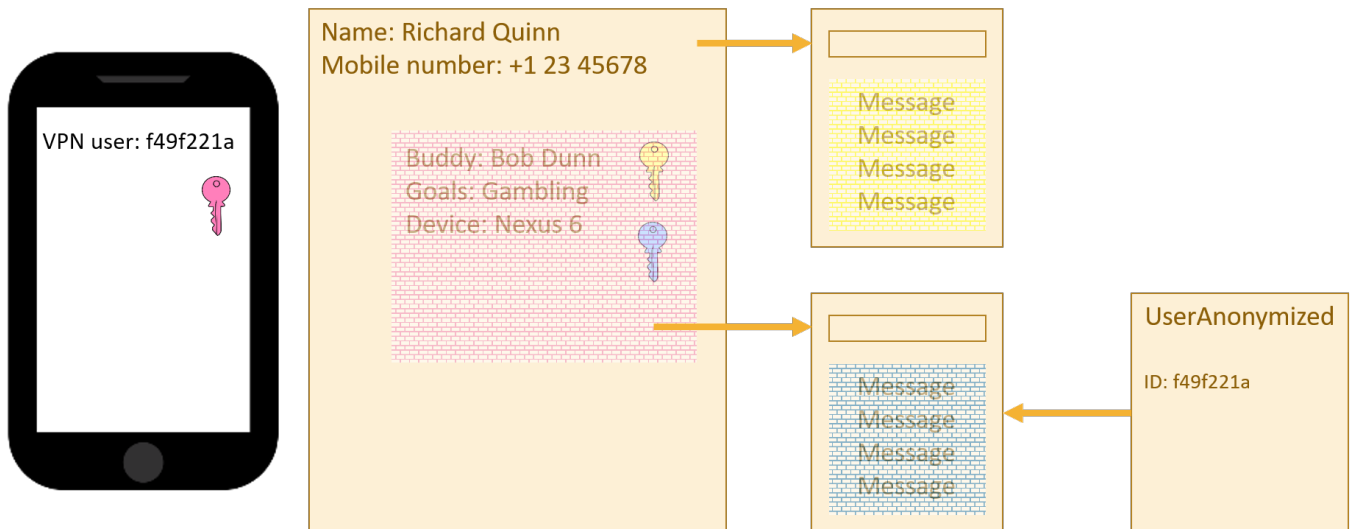 VPN user: f49f221a
Name: Richard Quinn
Mobile number: +1 23 45678
Buddy: Bob Dunn
Goals: Gambling
Device: Nexus 6
Message
Message
Message
Message
Message
Message
Message
Message
UserAnonymized
ID: f49f221a